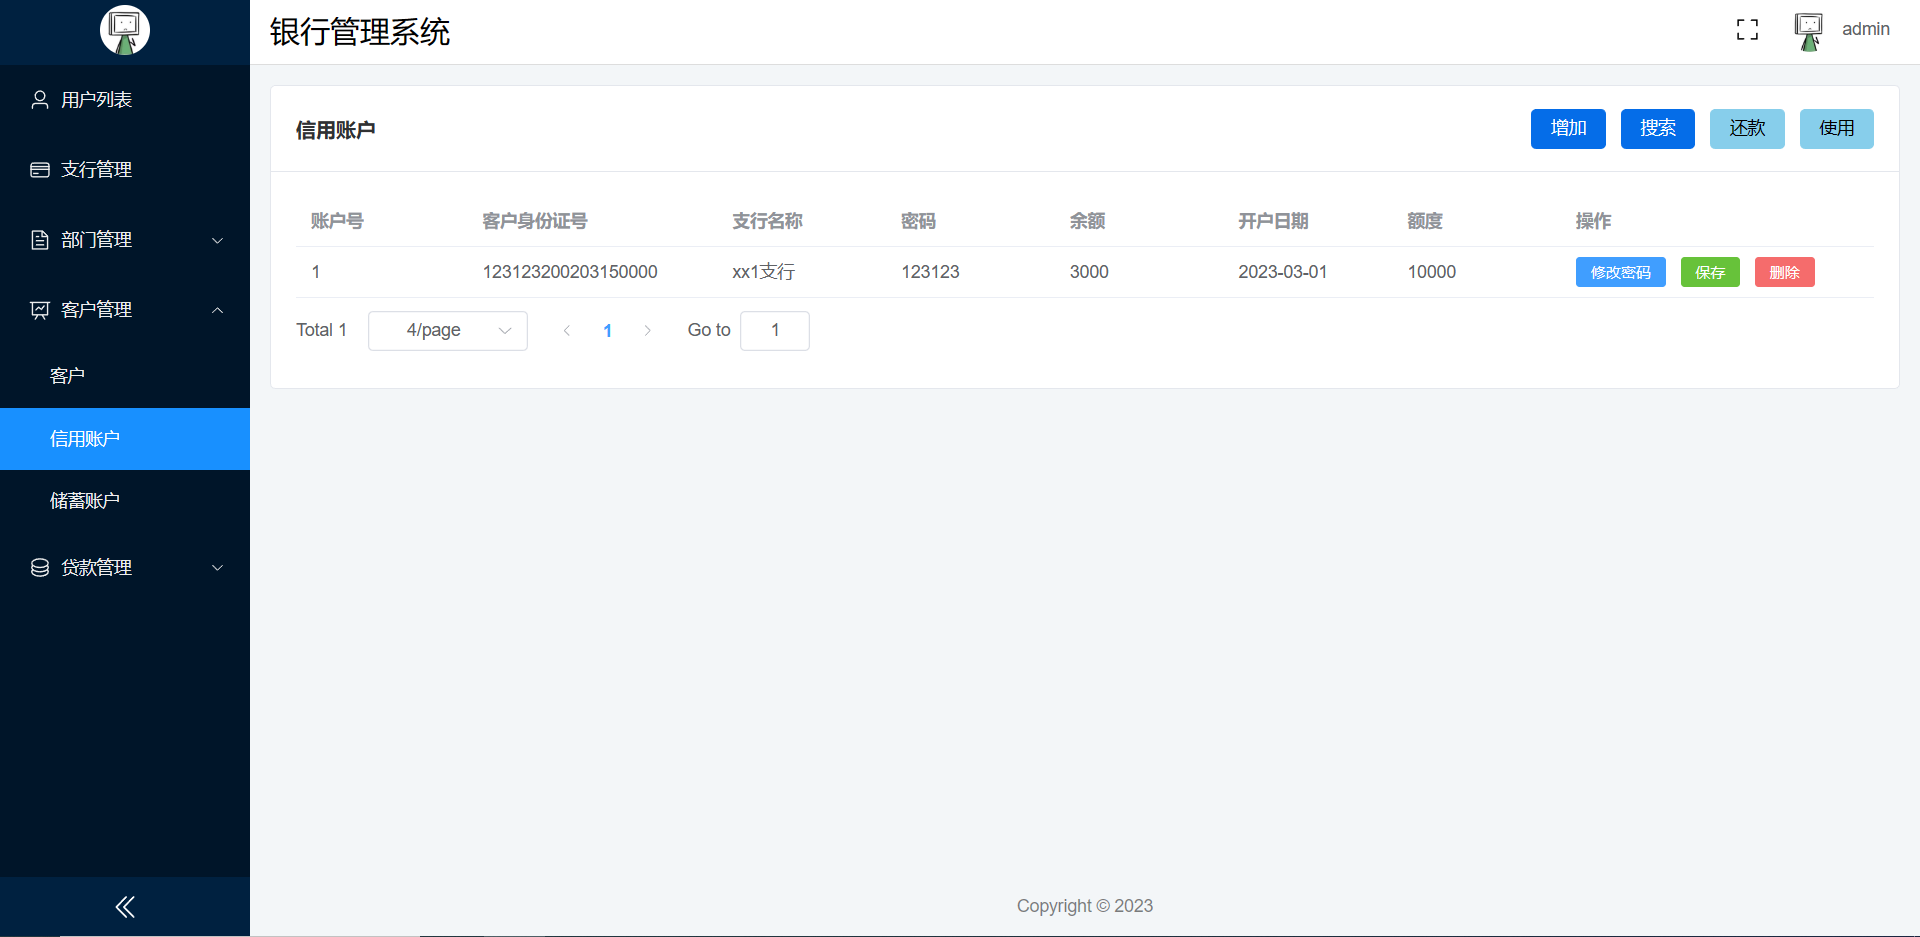 银行管理系统
admin
用户列表
支行管理
部门管理
客户管理
客户
信用账户
储蓄账户
贷款管理
信用账户
增加 搜索 还款 使用
账户号 客户身份证号 支行名称 密码 余额 开户日期 额度 操作
1 123123200203150000 xx1支行 123123 3000 2023-03-01 10000 修改密码 保存 删除
Total 1 4/page 1 Go to 1
Copyright © 2023